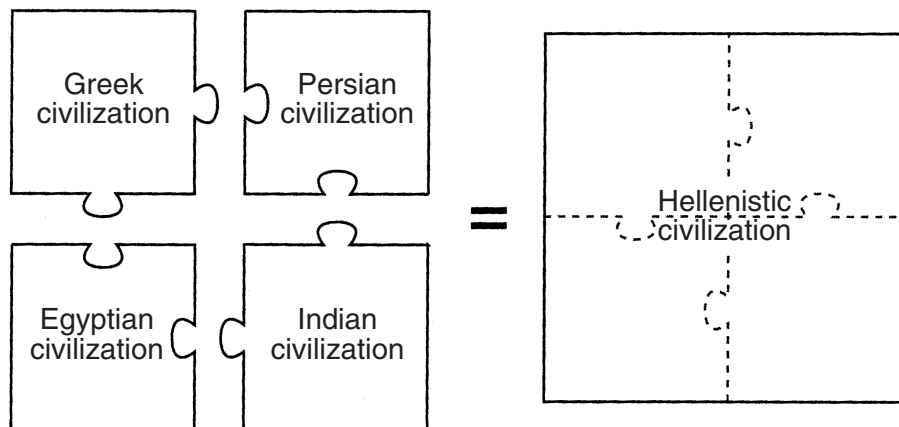 Greek
civilization
Persian
civilization
Egyptian
civilization
Indian
civilization
=
Hellenistic
civilization